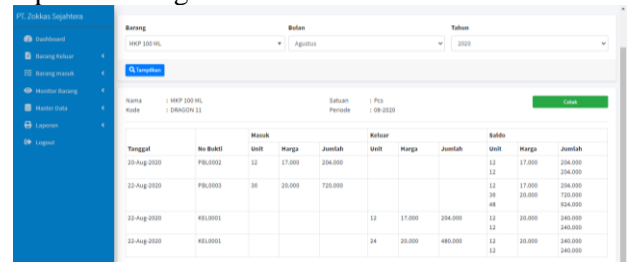 PT. Zokkas Sejahtera
Dashboard
Barang Keluar
Barang masuk
Monitor Barang
Master Data
Laporan
Logout
Barang Bulan Tahun
MKP 100 ML Agustus 2020
Tampilkan
Nama : MKP 100 ML Satuan : Pcs Cetak
Kode : DRAGON 11 Periode : 08-2020
Masuk Keluar Saldo
Tanggal No Bukti Unit Harga Jumlah Unit Harga Jumlah Unit Harga Jumlah
20-Aug-2020 PBL0002 12 17.000 204.000 12 17.000 204.000
12 204.000
22-Aug-2020 PBL0003 36 20.000 720.000 12 17.000 204.000
36 20.000 720.000
48 924.000
22-Aug-2020 KEL0001 12 17.000 204.000 12 20.000 240.000
12 240.000
22-Aug-2020 KEL0001 24 20.000 480.000 12 20.000 240.000
12 240.000